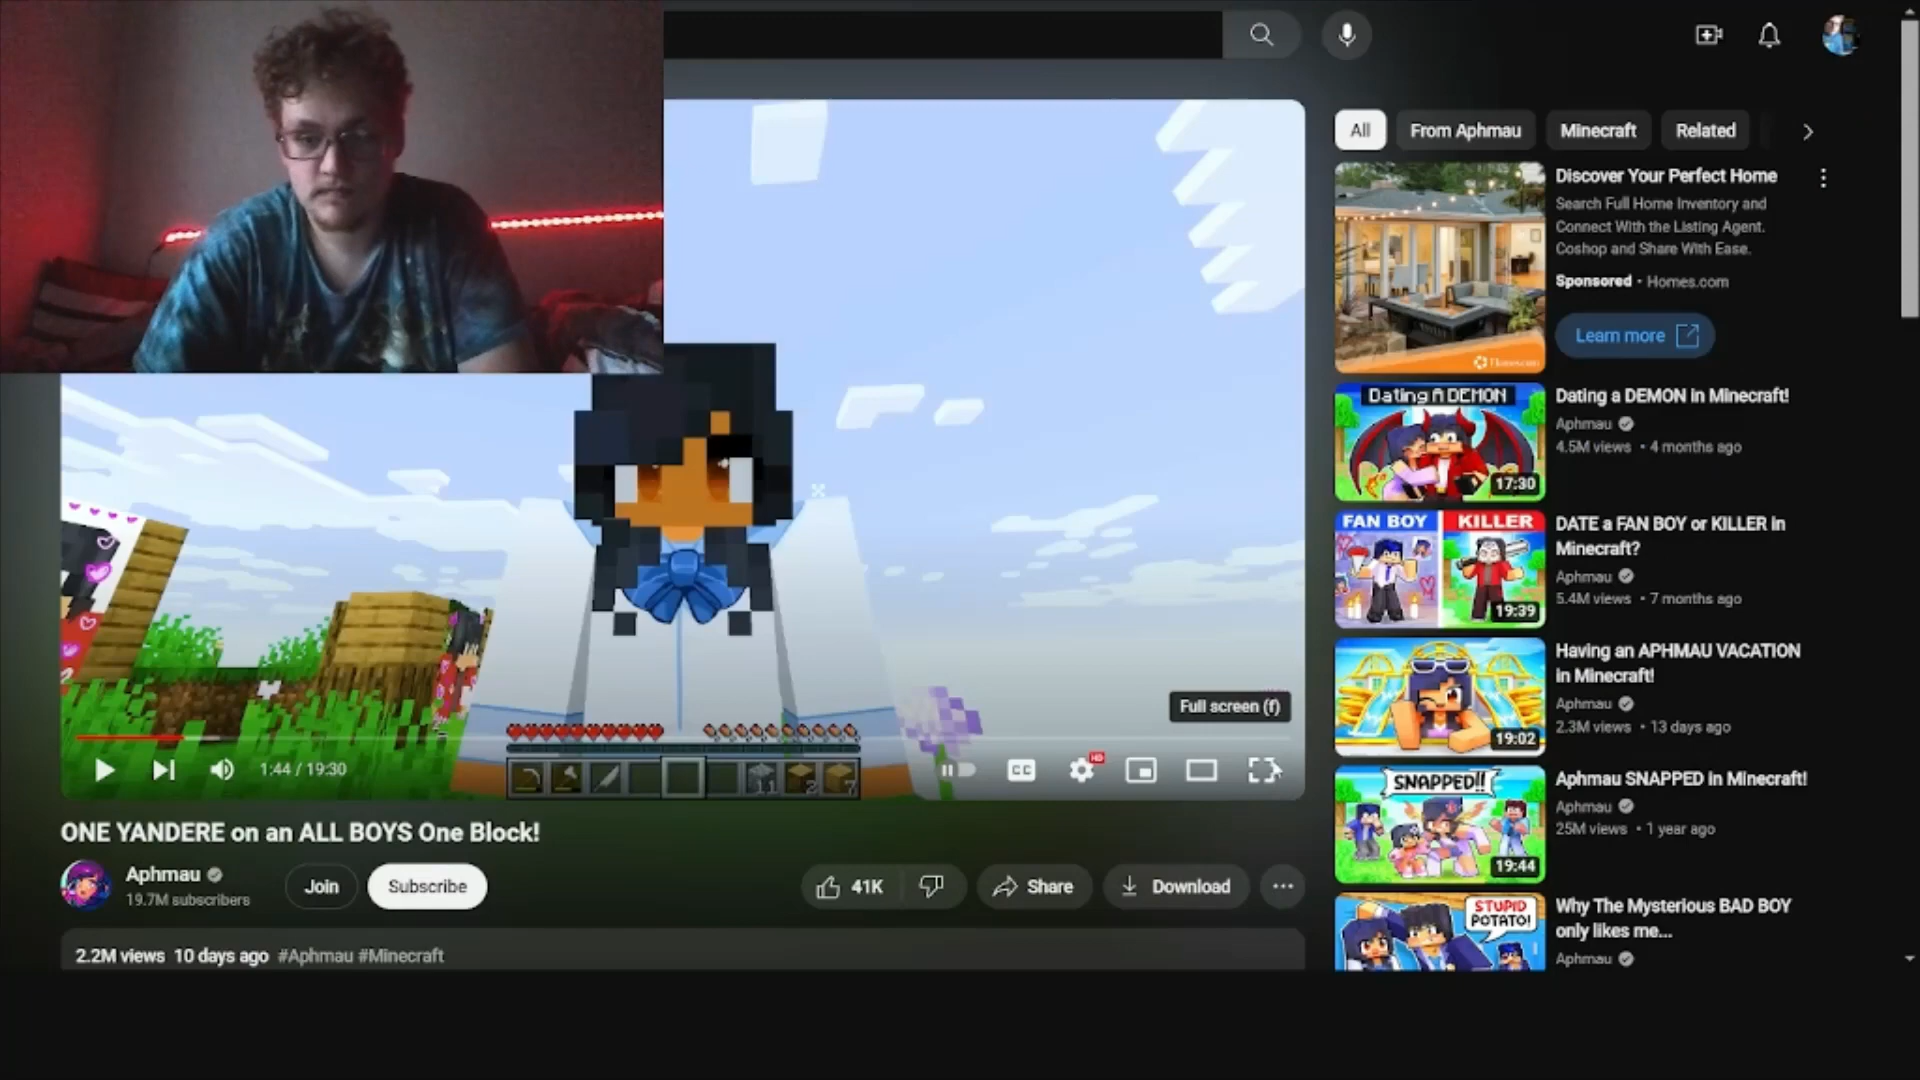 All
From Aphmau
Minecraft
Related
Discover Your Perfect Home
Search Full Home Inventory and
Connect With the Listing Agent.
Coshop and Share With Ease.
Sponsored • Homes.com
Learn more
Homes.com
Dating A DEMON
17:30
Dating a DEMON in Minecraft!
Aphmau
4.5M views • 4 months ago
FAN BOY
KILLER
19:39
DATE a FAN BOY or KILLER in
Minecraft?
Aphmau
5.4M views • 7 months ago
19:02
Having an APHMAU VACATION
in Minecraft!
Aphmau
2.3M views • 13 days ago
SNAPPED!!
19:44
Aphmau SNAPPED in Minecraft!
Aphmau
25M views • 1 year ago
STUPID
POTATO!
Why The Mysterious BAD BOY
only likes me...
Aphmau
Full screen (f)
1:44 / 19:30
11
2
7
CC
HD
ONE YANDERE on an ALL BOYS One Block!
Aphmau
19.7M subscribers
Join
Subscribe
41K
Share
Download
2.2M views 10 days ago #Aphmau #Minecraft